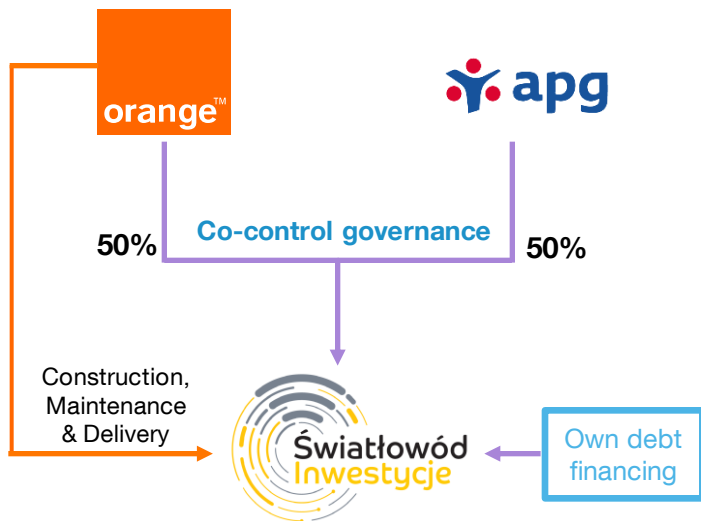 orange™
apg
50%
Co-control governance
50%
Construction,
Maintenance
& Delivery
Światłowód
Inwestycje
Own debt
financing